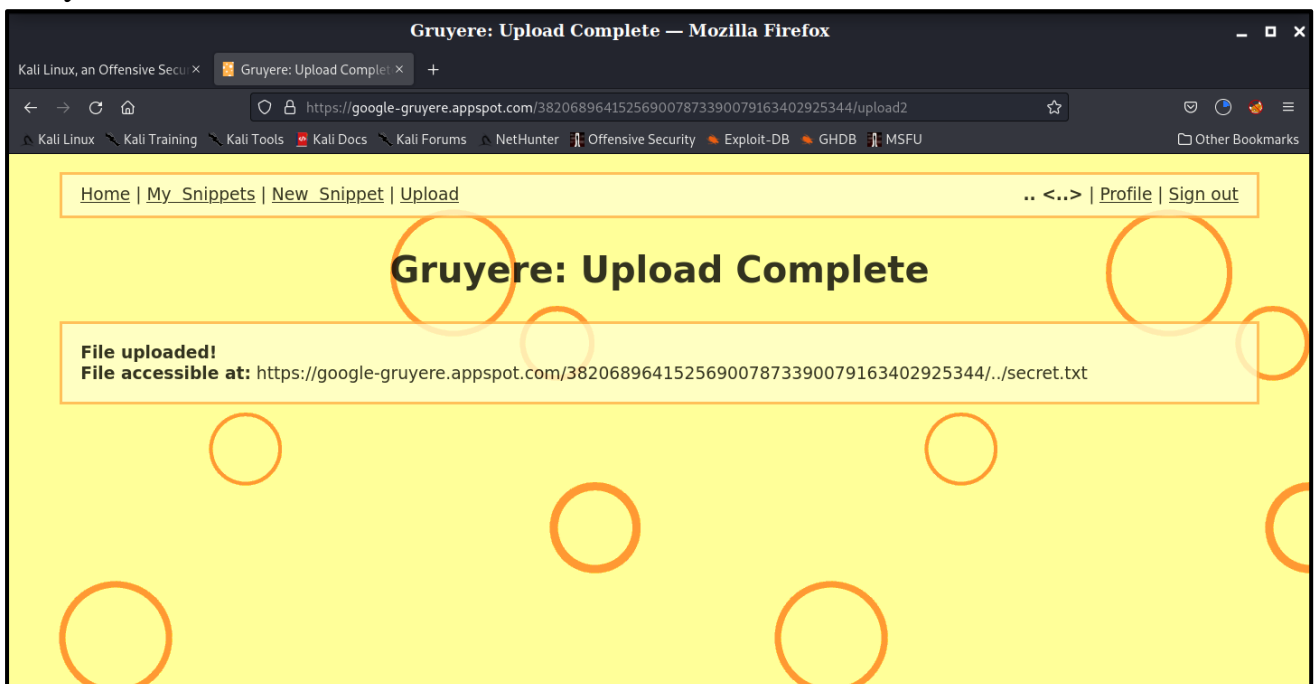 Gruyere: Upload Complete — Mozilla Firefox
Kali Linux, an Offensive Secu
Gruyere: Upload Complet
https://google-gruyere.appspot.com/382068964152569007873390079163402925344/upload2
Kali Linux Kali Training Kali Tools Kali Docs Kali Forums NetHunter Offensive Security Exploit-DB GHDB MSFU Other Bookmarks
Home | My Snippets | New Snippet | Upload .. <..> | Profile | Sign out
Gruyere: Upload Complete
File uploaded!
File accessible at: https://google-gruyere.appspot.com/382068964152569007873390079163402925344/../secret.txt